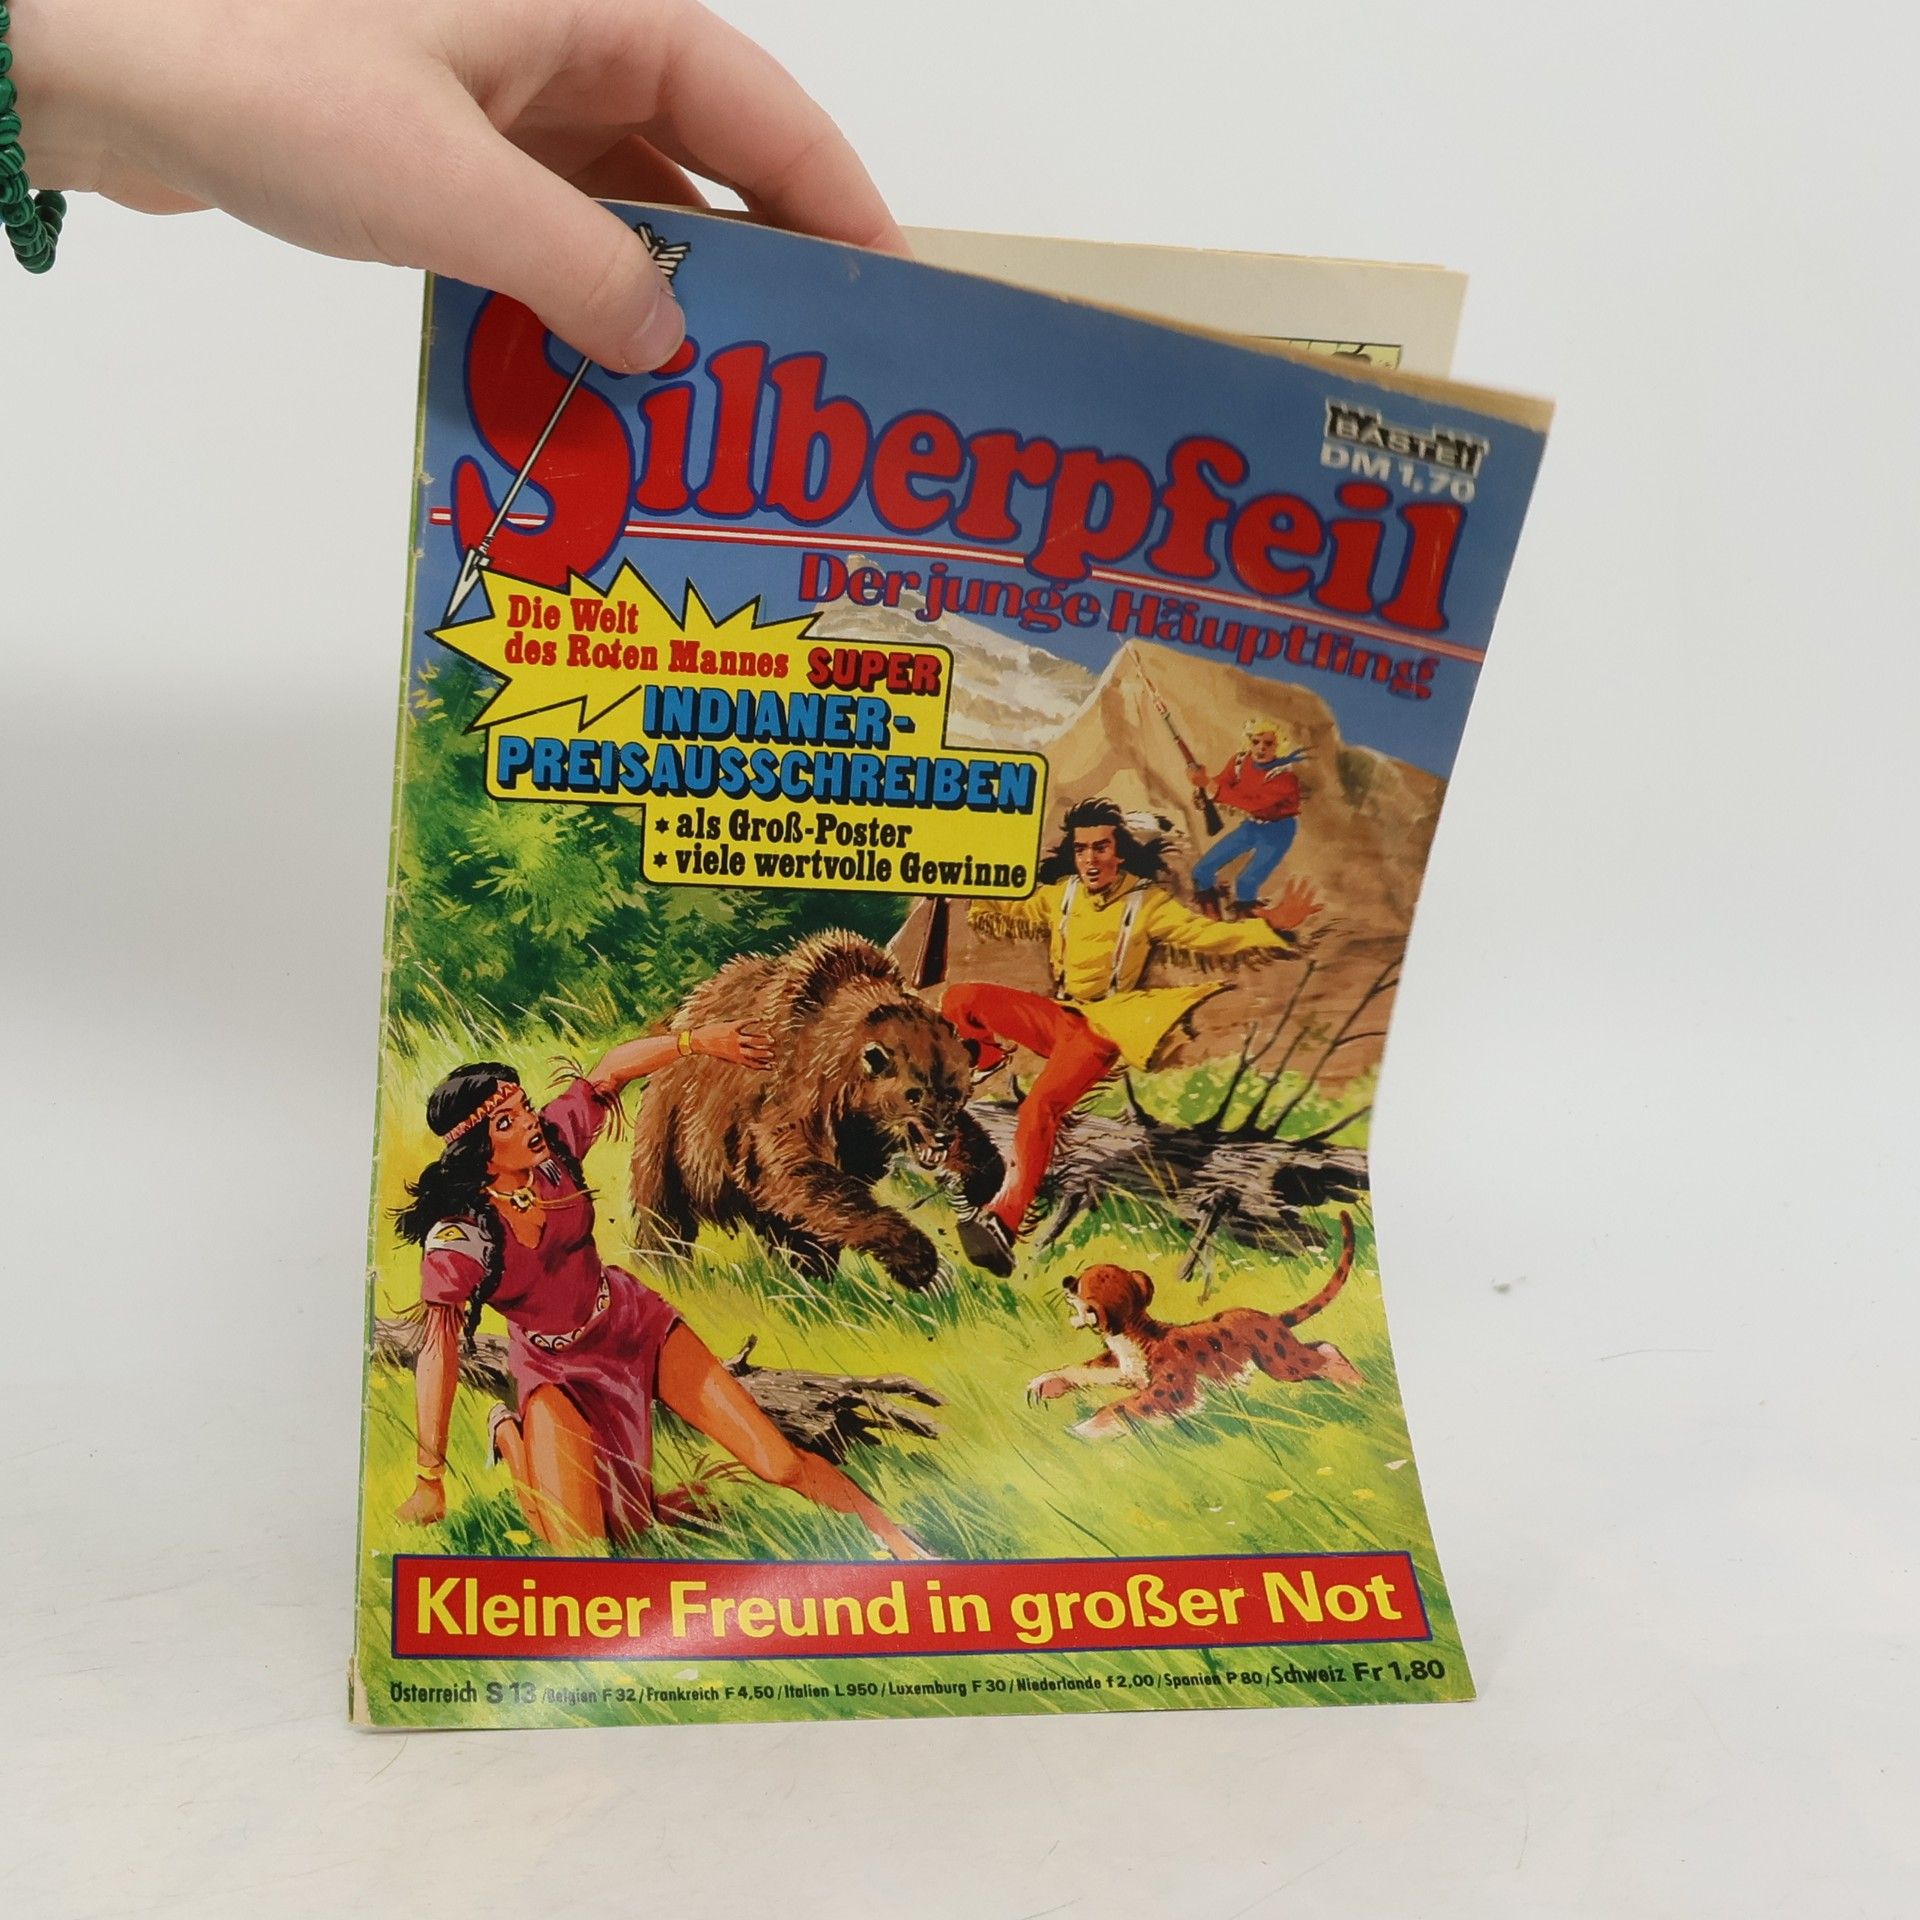 Silberpfeil
BASTEI
DM 1,70
Der junge Häuptling
Die Welt
des Roten Mannes SUPER
INDIANER-
PREISAUSSCHREIBEN
* als Groß-Poster
* viele wertvolle Gewinne
Kleiner Freund in großer Not
Österreich S 13 / Belgien F 32 / Frankreich F 4,50 / Italien L 950 / Luxemburg F 30 / Niederlande f 2,00 / Spanien P 80 / Schweiz Fr 1,80